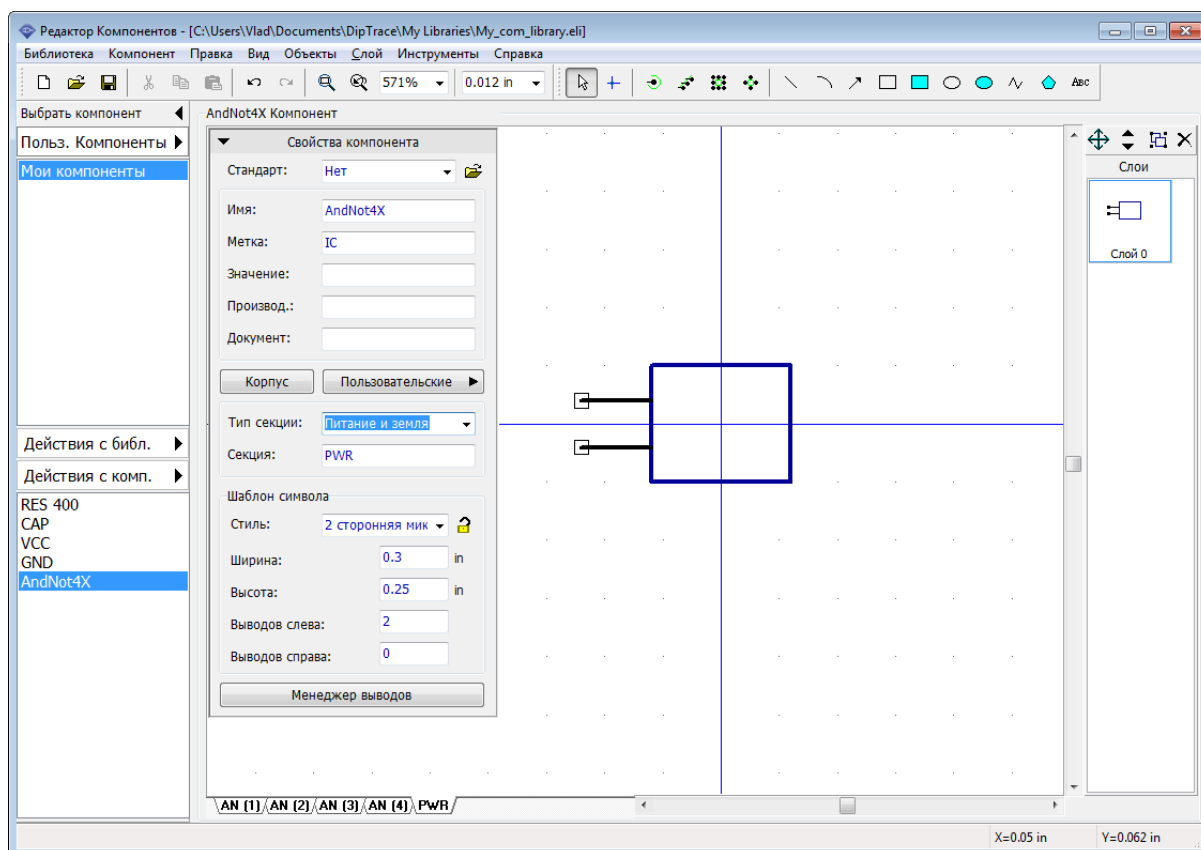 Редактор Компонентов - [C:\Users\Vlad\Documents\DipTrace\My Libraries\My_com_library.eli]
Библиотека Компонент Правка Вид Объекты Слой Инструменты Справка
571% 0.012 in ABC
Выбрать компонент
Польз. Компоненты
Мои компоненты
Действия с библ.
Действия с комп.
RES 400
CAP
VCC
GND
AndNot4X
AndNot4X Компонент
Свойства компонента
Стандарт: Нет
Имя: AndNot4X
Метка: IC
Значение:
Производ.:
Документ:
Корпус Пользовательские
Тип секции: Питание и земля
Секция: PWR
Шаблон символа
Стиль: 2 сторонняя мик
Ширина: 0.3 in
Высота: 0.25 in
Выводов слева: 2
Выводов справа: 0
Менеджер выводов
AN (1) AN (2) AN (3) AN (4) PWR
Слои
Слой 0
X=0.05 in Y=0.062 in